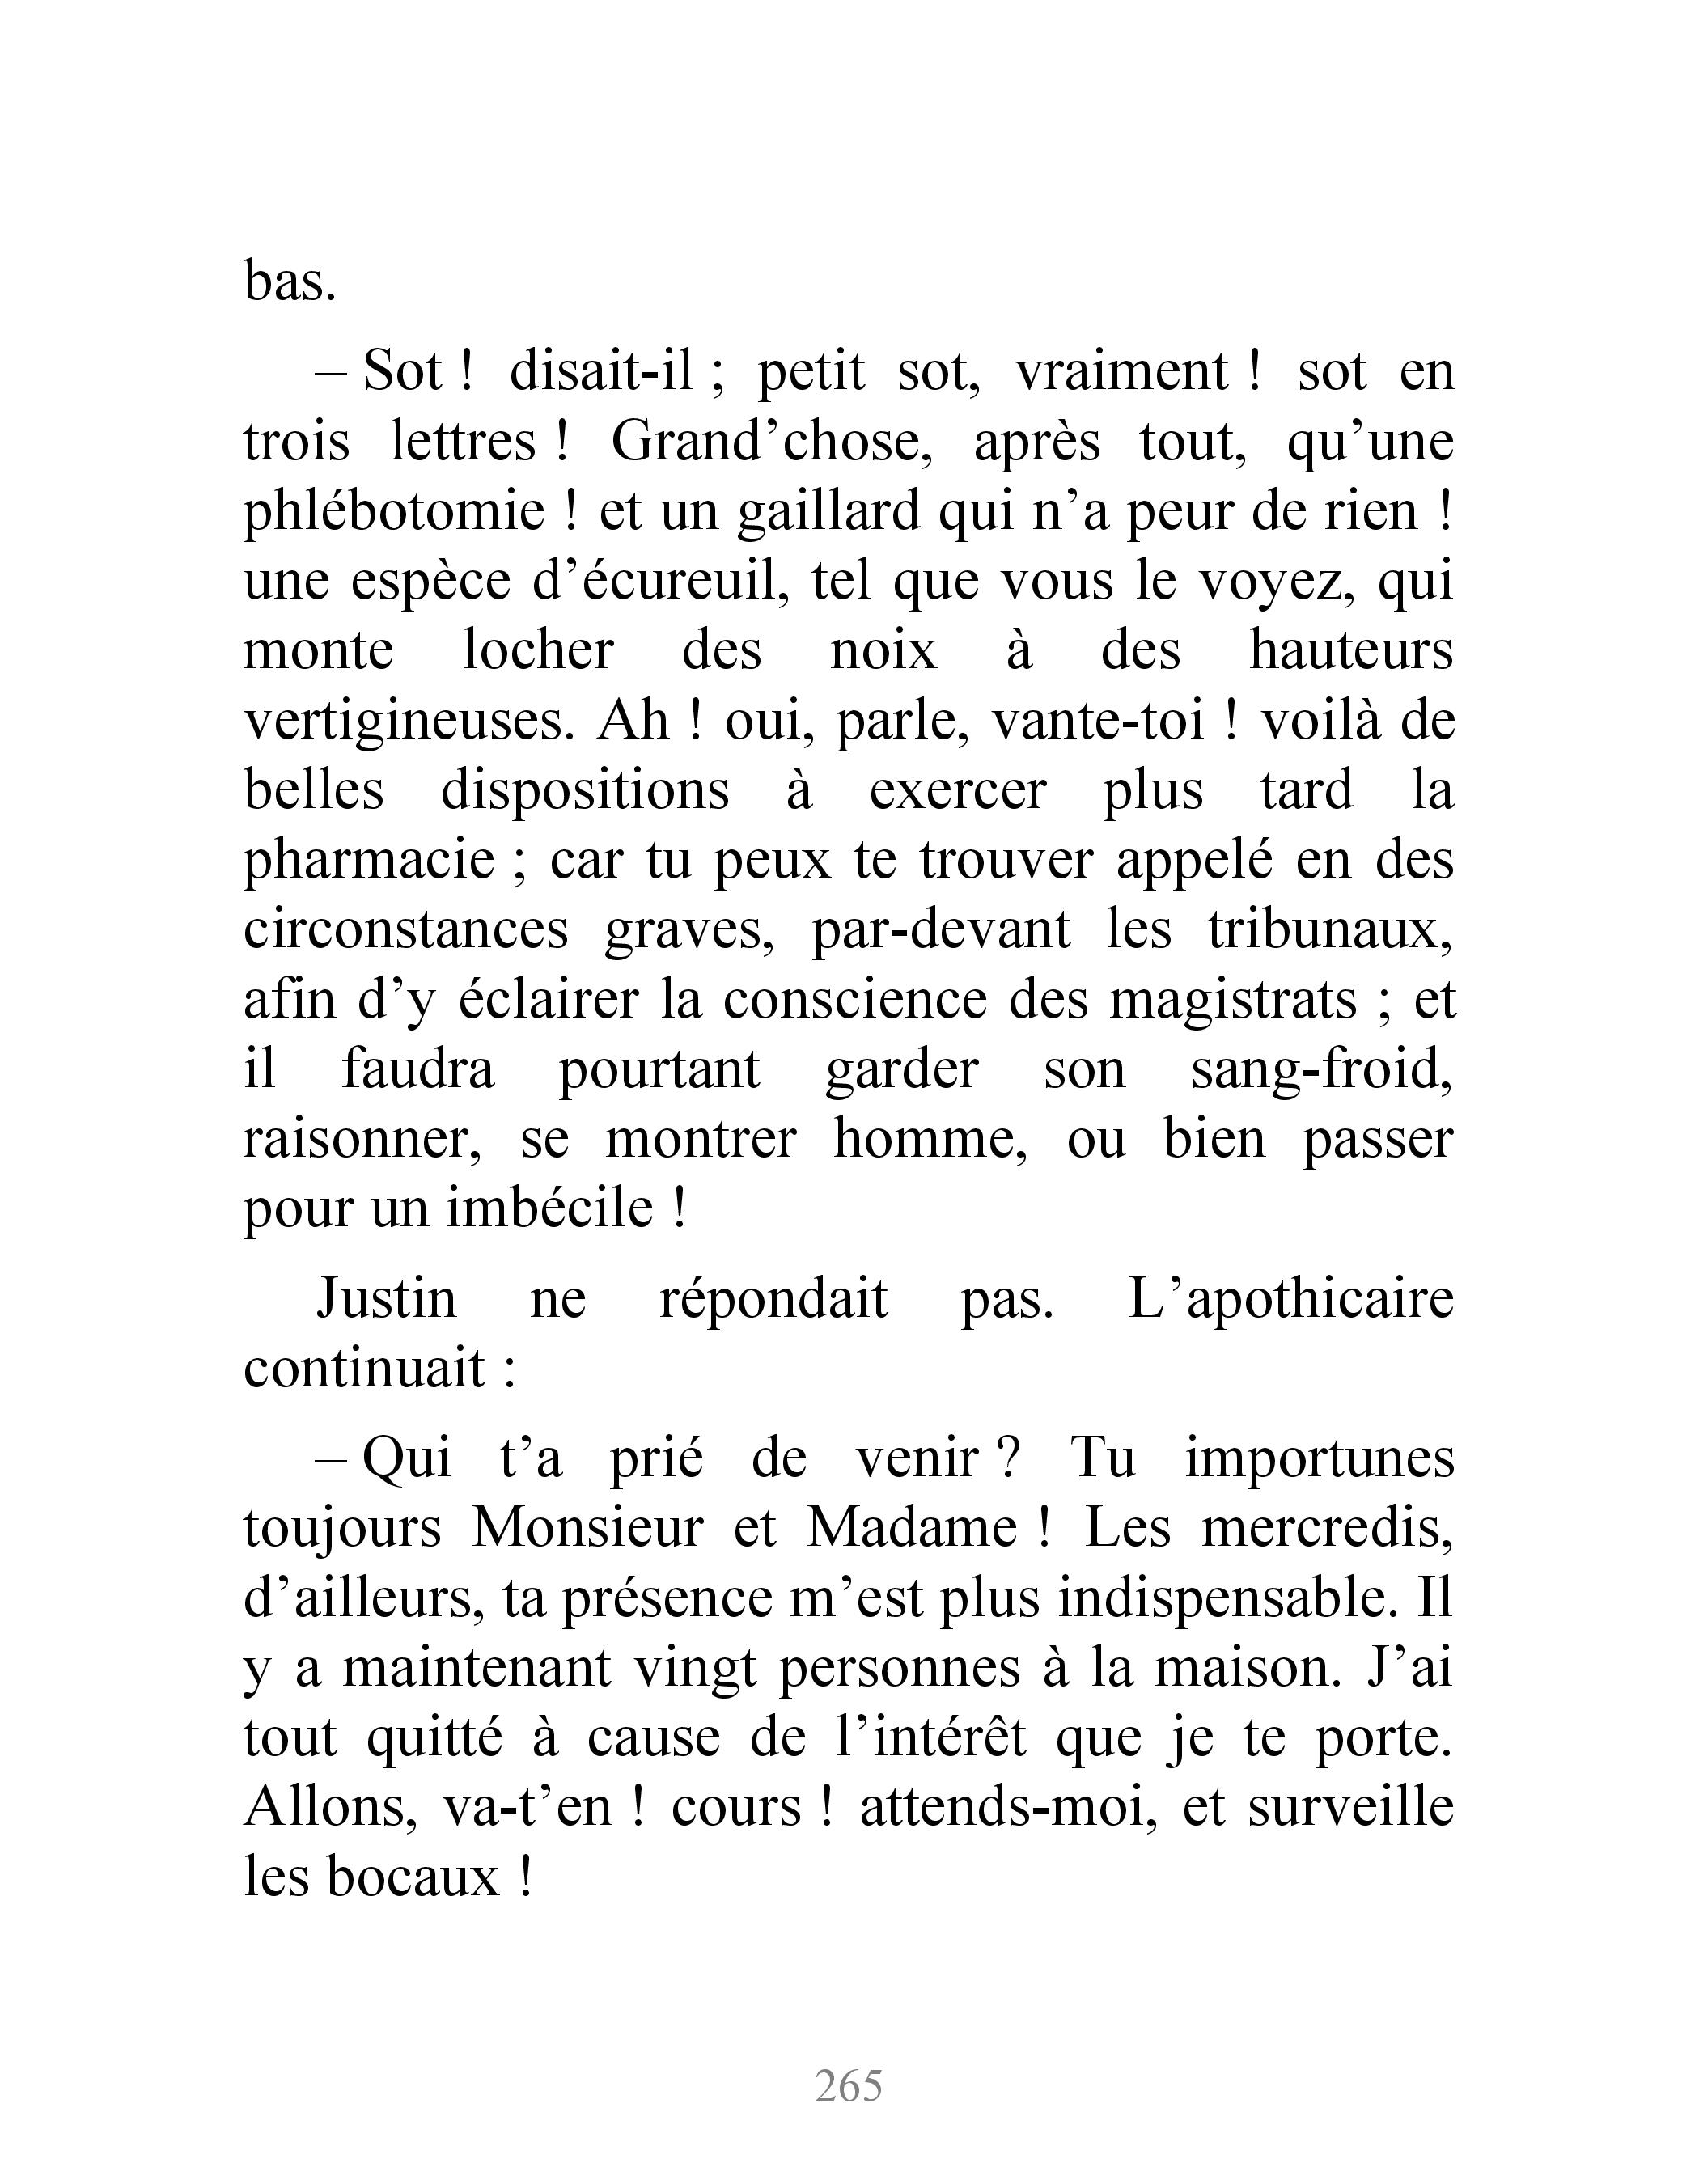 bas.
– Sot ! disait-il ; petit sot, vraiment ! sot en
trois lettres ! Grand’chose, après tout, qu’une
phlébotomie ! et un gaillard qui n’a peur de rien !
une espèce d’écureuil, tel que vous le voyez, qui
monte locher des noix à des hauteurs
vertigineuses. Ah ! oui, parle, vante-toi ! voilà de
belles dispositions à exercer plus tard la
pharmacie ; car tu peux te trouver appelé en des
circonstances graves, par-devant les tribunaux,
afin d’y éclairer la conscience des magistrats ; et
il faudra pourtant garder son sang-froid,
raisonner, se montrer homme, ou bien passer
pour un imbécile !
Justin ne répondait pas. L’apothicaire
continuait :
– Qui t’a prié de venir ? Tu importunes
toujours Monsieur et Madame ! Les mercredis,
d’ailleurs, ta présence m’est plus indispensable. Il
y a maintenant vingt personnes à la maison. J’ai
tout quitté à cause de l’intérêt que je te porte.
Allons, va-t’en ! cours ! attends-moi, et surveille
les bocaux !
265